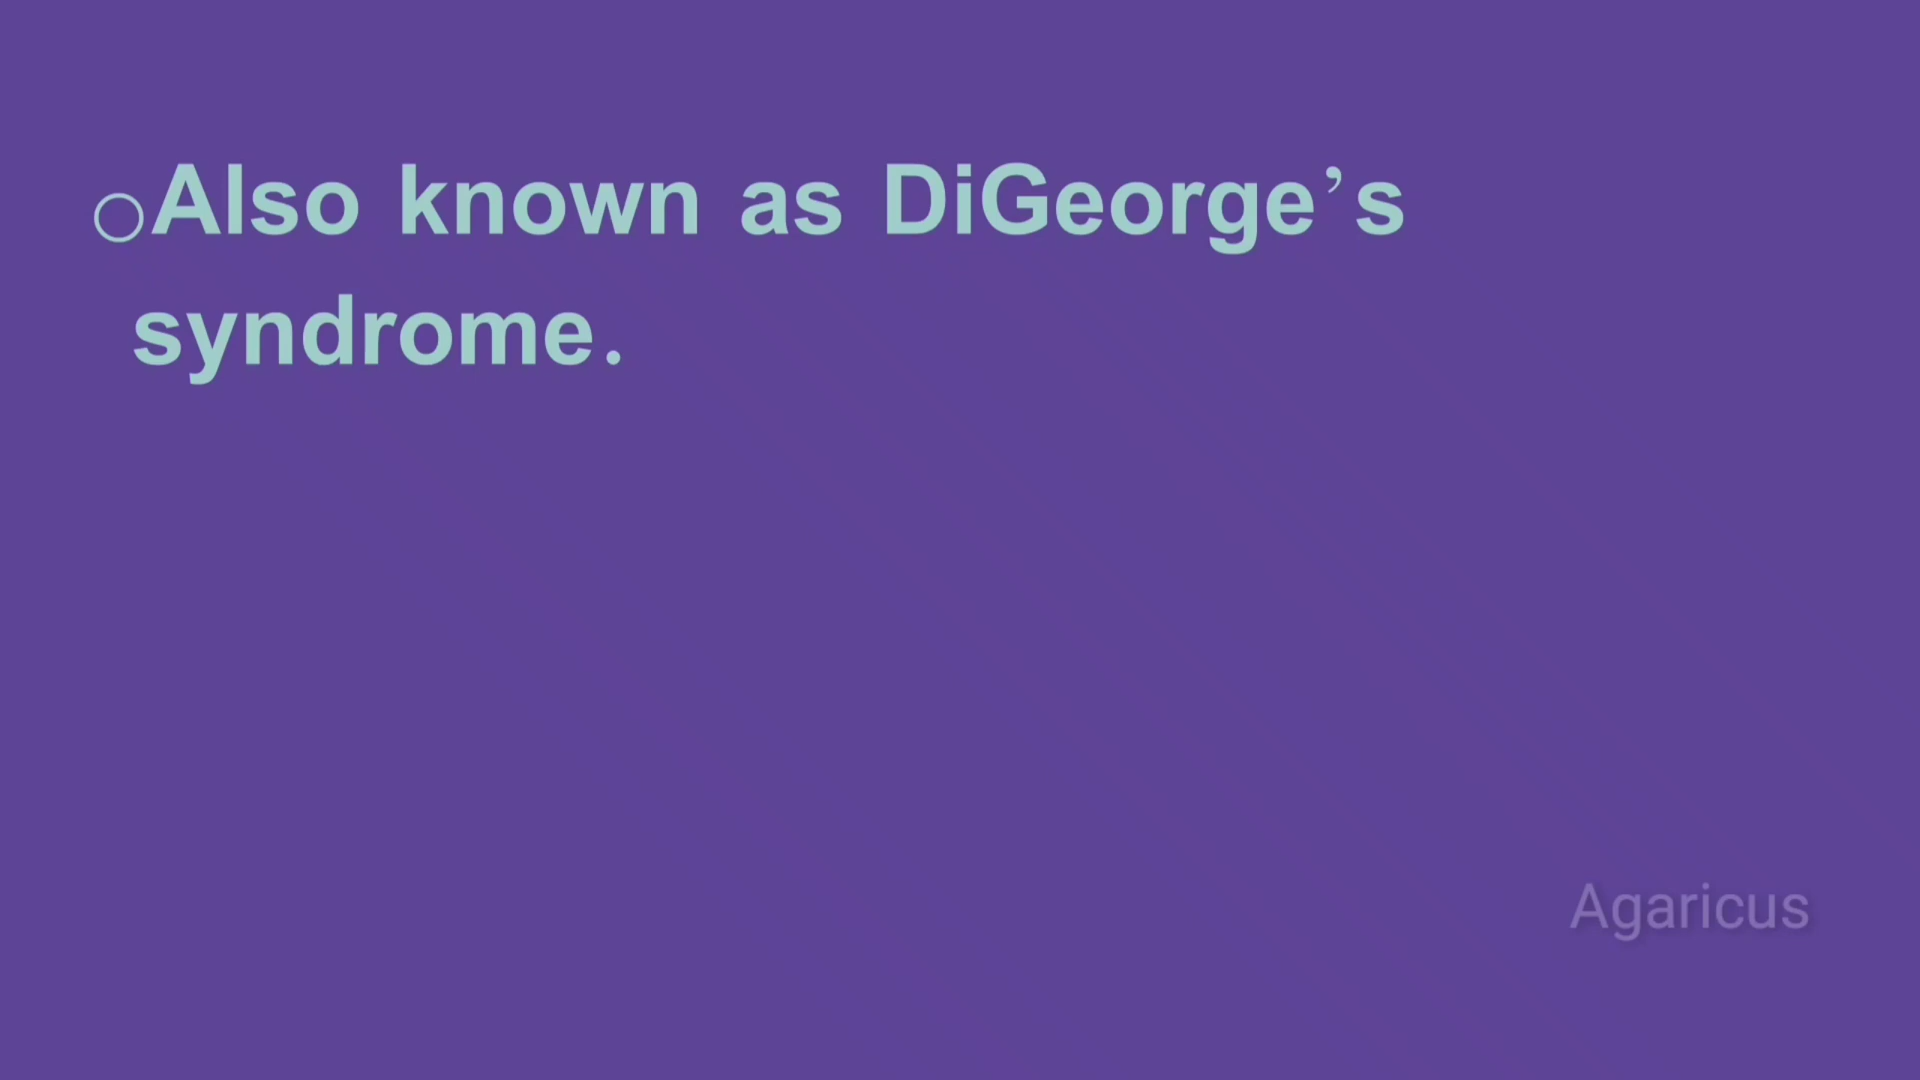 ○Also known as DiGeorge’s
syndrome.
Agaricus